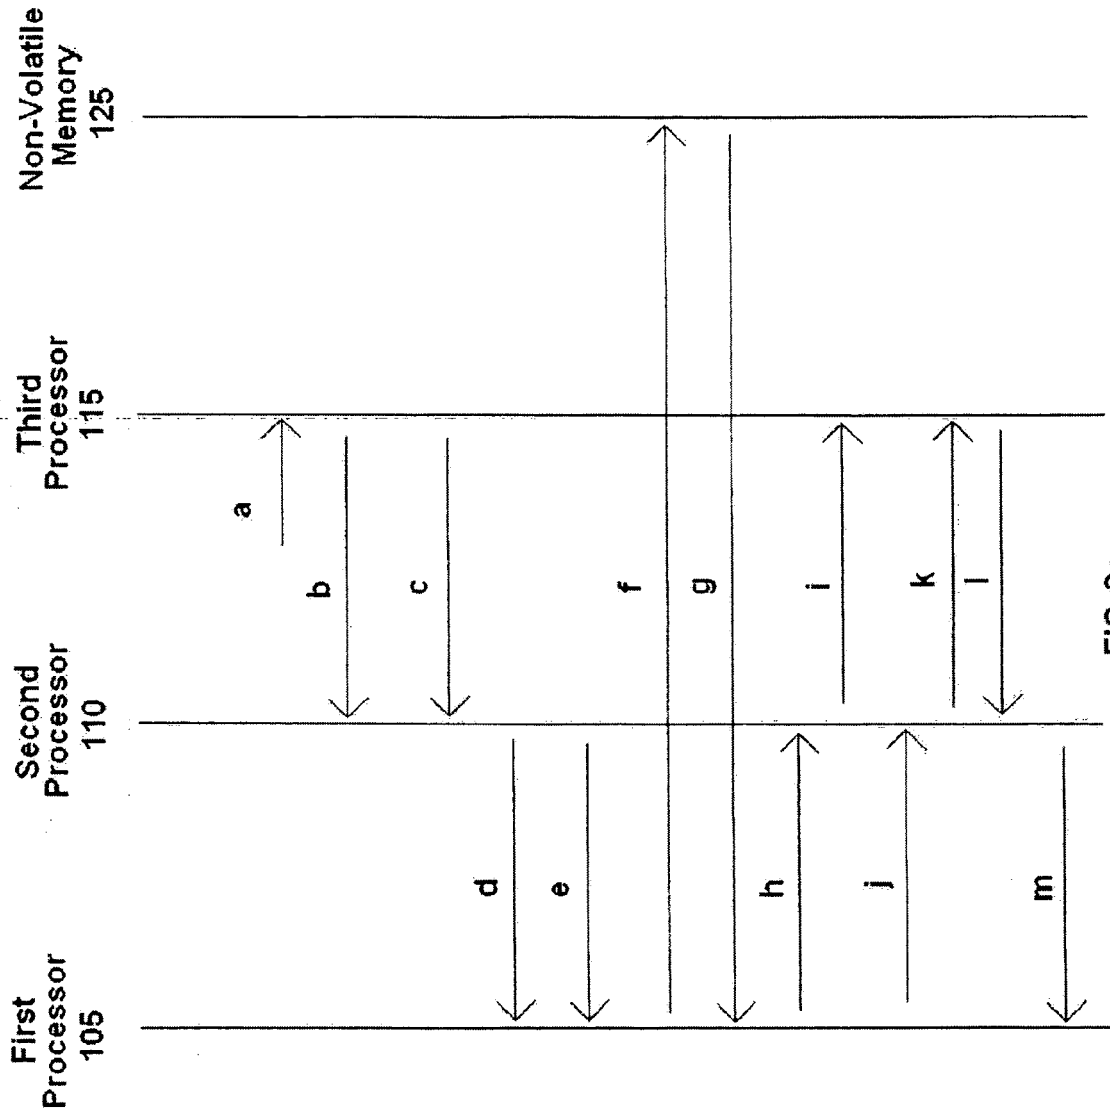 First
Processor
105
Second
Processor
110
Third
Processor
115
Non-Volatile
Memory
125
a
b
c
d
e
f
g
h
i
j
k
l
m